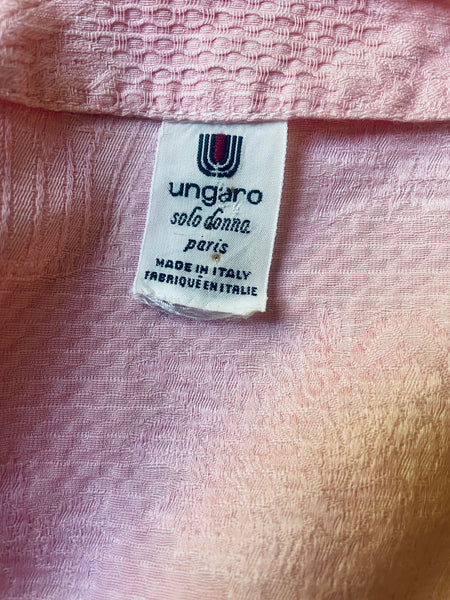 ungaro
solo donna
paris
MADE IN ITALY
FABRIQUÉ EN ITALIE